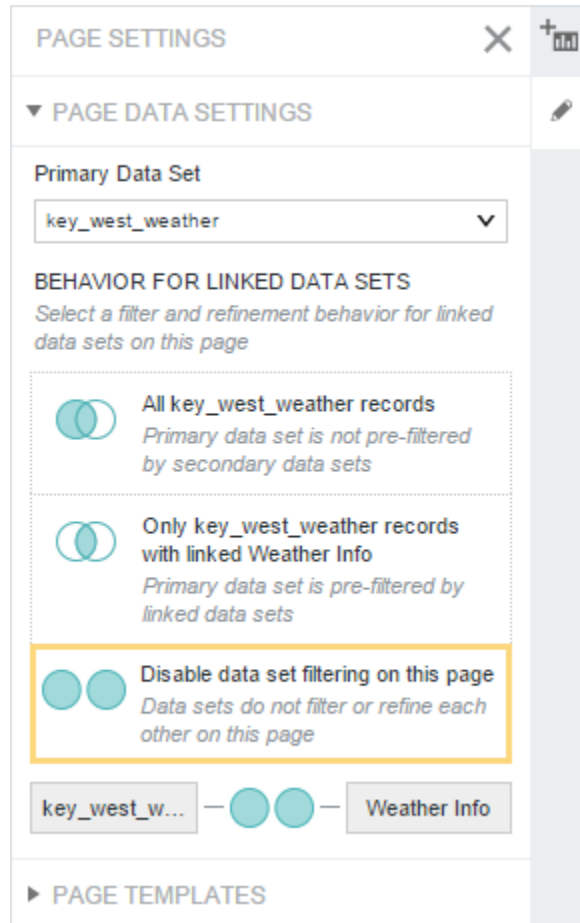 PAGE SETTINGS
PAGE DATA SETTINGS
Primary Data Set
key_west_weather
BEHAVIOR FOR LINKED DATA SETS
Select a filter and refinement behavior for linked
data sets on this page
All key_west_weather records
Primary data set is not pre-filtered
by secondary data sets
Only key_west_weather records
with linked Weather Info
Primary data set is pre-filtered by
linked data sets
Disable data set filtering on this page
Data sets do not filter or refine each
other on this page
key_west_w... Weather Info
PAGE TEMPLATES